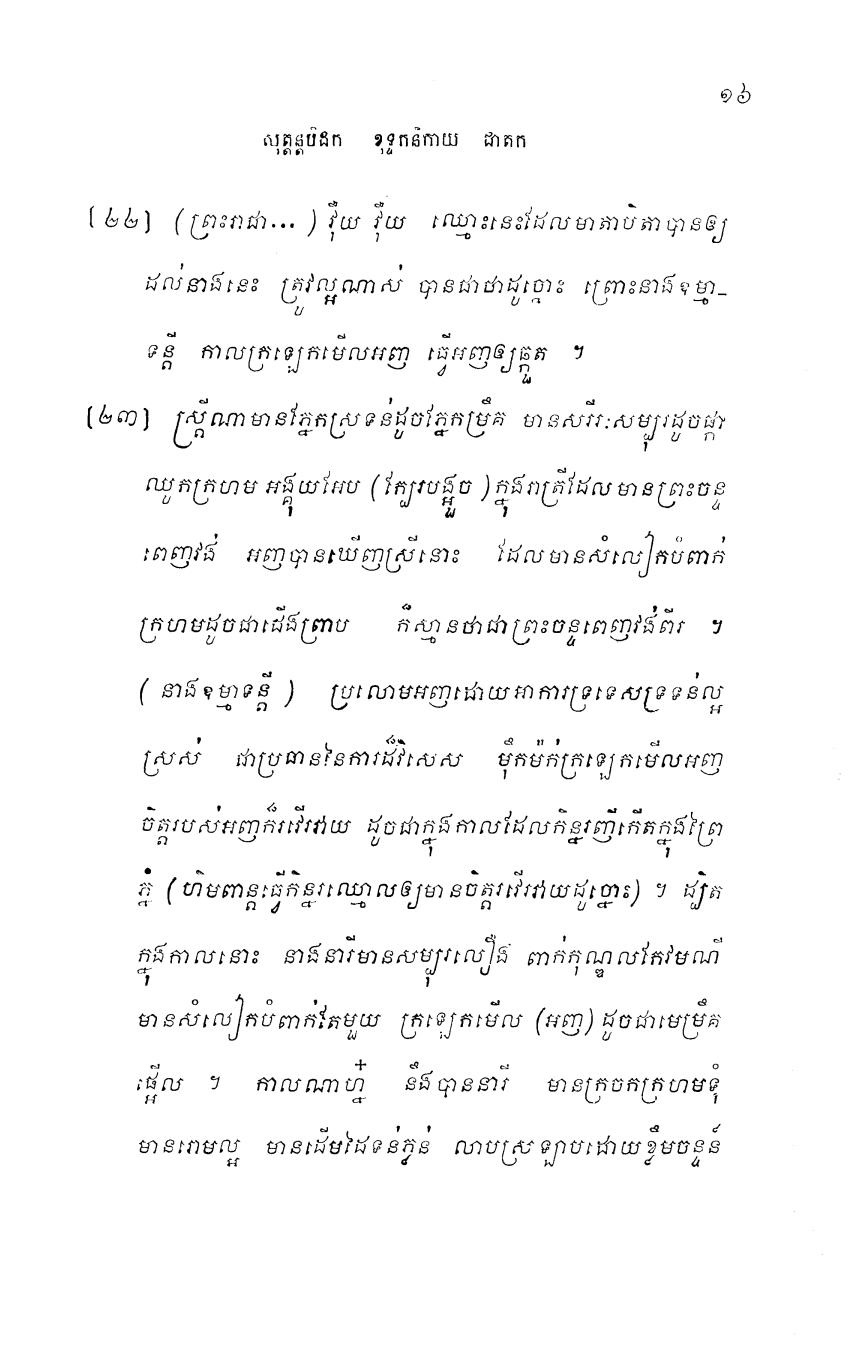 ១៦
សុត្តន្តបិដក ខុទ្ទកនិកាយ ជាតក
[២២] (ព្រះរាជា...) វ៉ឺយ វ៉ឺយ ឈ្មោះនេះដែលមាតាបិតាបានឲ្យ
ដល់នាងនេះ ត្រូវល្អណាស់ បានជាថាដូច្នោះ ព្រោះនាងឧម្មា-
ទន្តី កាលក្រឡេកមើលអញ ធ្វើអញឲ្យឆ្កួត ។
[២៣] ស្ត្រីណាមានភ្នែកស្រទន់ដូចភ្នែកម្រឹគ មានសរីរៈសម្បុរដូចផ្កា
ឈូកក្រហម អង្គុយអែប (ក្បែរបង្អួច) ក្នុងរាត្រីដែលមានព្រះចន្ទ
ពេញវង់ អញបានឃើញស្រីនោះ ដែលមានសំលៀកបំពាក់
ក្រហមដូចជាជើងព្រាប ក៏ស្មានថាជាព្រះចន្ទពេញវង់ពីរ ។
(នាងឧម្មាទន្តី) ប្រលោមអញដោយអាការទ្រទេសទ្រទន់ល្អ
ស្រស់ ជាប្រធាននៃការដ៏វិសេស ម៉ឹកម៉ក់ក្រឡេកមើលអញ
ចិត្តរបស់អញក៏រវើរវាយ ដូចជាក្នុងកាលដែលកិន្នរញីកើតក្នុងព្រៃ
ភ្នំ (ហិមពាន្តធ្វើកិន្នរឈ្មោលឲ្យមានចិត្តរវើរវាយដូច្នោះ) ។ ដ្បិត
ក្នុងកាលនោះ នាងនារីមានសម្បុរលឿង ពាក់កុណ្ឌលកែវមណី
មានសំលៀកបំពាក់តែមួយ ក្រឡេកមើល (អញ) ដូចជាមេម្រឹគ
ផ្អើល ។ កាលណាហ្ន៎ នឹងបាននារី មានក្រចកក្រហមទុំ
មានរោមល្អ មានដើមដៃទន់ភ្លន់ លាបស្រឡាបដោយខ្លឹមចន្ទន៍